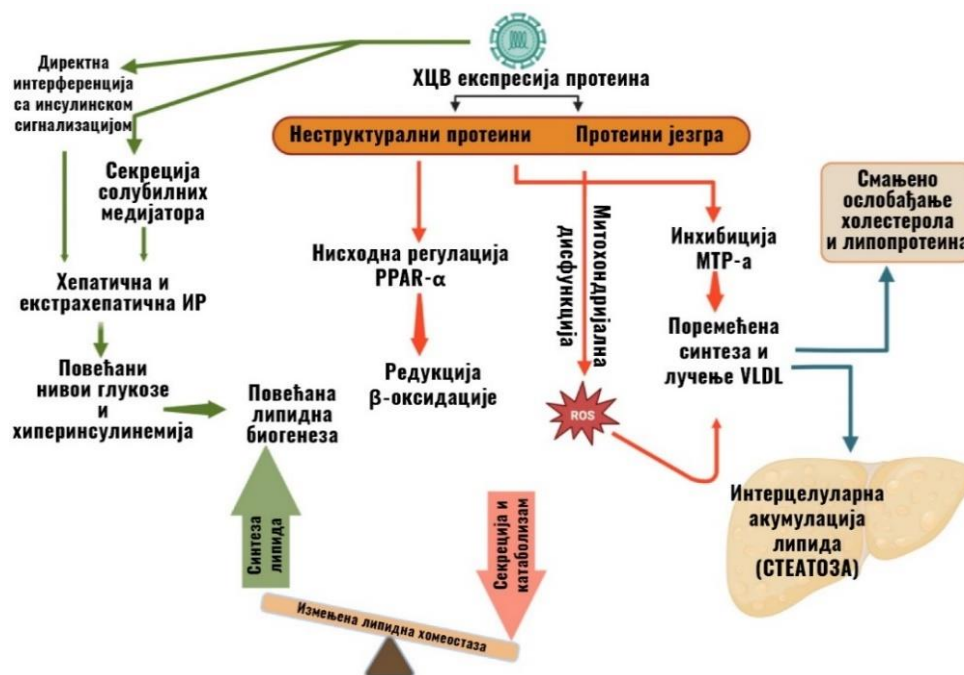 ХЦВ експресија протеина
Неструктурални протеини
Протеини језгра
Директна
интерференција
са инсулинском
сигнализацијом
Секреција
солубилних
медијатора
Хепатична и
екстрахепатична ИР
Повећани
нивои глукозе
и
хиперинсулинемија
Повећана
липидна
биогенеза
Нисходна регулација
PPAR-α
Редукција
β-оксидације
Митохондријална
дисфункција
ROS
Инхибиција
МТР-а
Поремећена
синтеза и
лучење VLDL
Смањено
ослобађање
холестерола
и липопротеина
Интерцелуларна
акумулација
липида
(СТЕАТОЗА)
Синтеза
липида
Секреција и
катаболизам
Измењена липидна хомеостаза